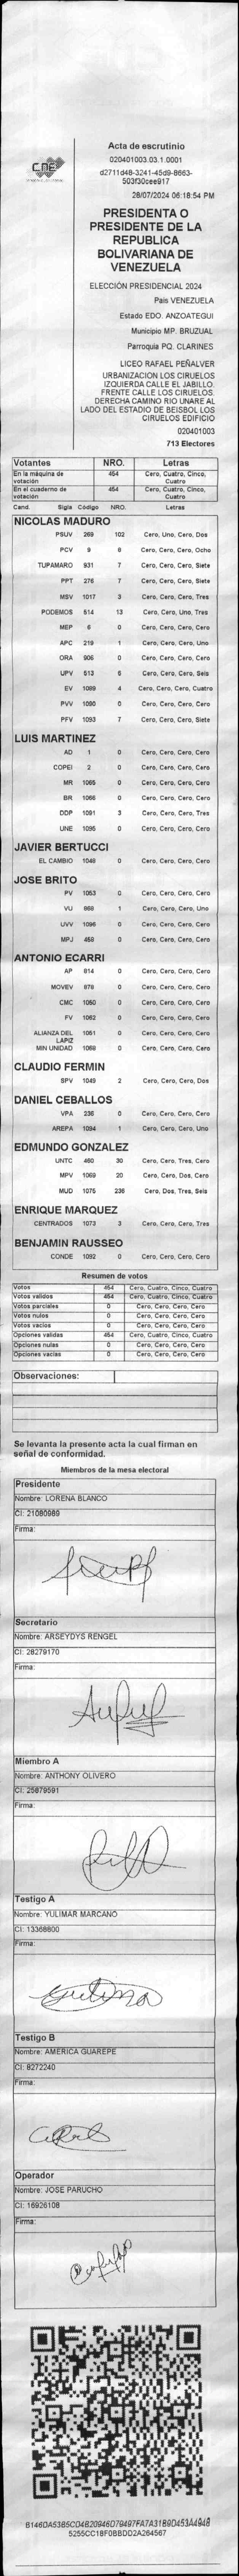 CNE
Acta de escrutinio
020401003.03.1.0001
d2711d48-3241-45d9-8663-
503f30cee917
28/07/2024 06:18:54 PM
PRESIDENTA O
PRESIDENTE DE LA
REPUBLICA
BOLIVARIANA DE
VENEZUELA
ELECCIÓN PRESIDENCIAL 2024
País VENEZUELA
Estado EDO. ANZOATEGUI
Municipio MP. BRUZUAL
Parroquia PQ. CLARINES
LICEO RAFAEL PEÑALVER
URBANIZACION LOS CIRUELOS
IZQUIERDA CALLE EL JABILLO.
FRENTE CALLE LOS CIRUELOS.
DERECHA CAMINO RIO UNARE AL
LADO DEL ESTADIO DE BEISBOL LOS
CIRUELOS EDIFICIO
020401003
713 Electores
Votantes NRO. Letras
En la máquina de votación 454 Cero, Cuatro, Cinco, Cuatro
En el cuaderno de votación 454 Cero, Cuatro, Cinco, Cuatro
Cand. Sigla Código NRO. Letras
NICOLAS MADURO
PSUV 269 102 Cero, Uno, Cero, Dos
PCV 9 8 Cero, Cero, Cero, Ocho
TUPAMARO 931 7 Cero, Cero, Cero, Siete
PPT 276 7 Cero, Cero, Cero, Siete
MSV 1017 3 Cero, Cero, Cero, Tres
PODEMOS 514 13 Cero, Cero, Uno, Tres
MEP 6 0 Cero, Cero, Cero, Cero
APC 219 1 Cero, Cero, Cero, Uno
ORA 906 0 Cero, Cero, Cero, Cero
UPV 513 6 Cero, Cero, Cero, Seis
EV 1089 4 Cero, Cero, Cero, Cuatro
PVV 1090 0 Cero, Cero, Cero, Cero
PFV 1093 7 Cero, Cero, Cero, Siete
LUIS MARTINEZ
AD 1 0 Cero, Cero, Cero, Cero
COPEI 2 0 Cero, Cero, Cero, Cero
MR 1065 0 Cero, Cero, Cero, Cero
BR 1066 0 Cero, Cero, Cero, Cero
DDP 1091 3 Cero, Cero, Cero, Tres
UNE 1095 0 Cero, Cero, Cero, Cero
JAVIER BERTUCCI
EL CAMBIO 1048 0 Cero, Cero, Cero, Cero
JOSE BRITO
PV 1053 0 Cero, Cero, Cero, Cero
VU 868 1 Cero, Cero, Cero, Uno
UVV 1096 0 Cero, Cero, Cero, Cero
MPJ 458 0 Cero, Cero, Cero, Cero
ANTONIO ECARRI
AP 814 0 Cero, Cero, Cero, Cero
MOVEV 878 0 Cero, Cero, Cero, Cero
CMC 1050 0 Cero, Cero, Cero, Cero
FV 1062 0 Cero, Cero, Cero, Cero
ALIANZA DEL LAPIZ 1051 0 Cero, Cero, Cero, Cero
MIN UNIDAD 1068 0 Cero, Cero, Cero, Cero
CLAUDIO FERMIN
SPV 1049 2 Cero, Cero, Cero, Dos
DANIEL CEBALLOS
VPA 236 0 Cero, Cero, Cero, Cero
AREPA 1094 1 Cero, Cero, Cero, Uno
EDMUNDO GONZALEZ
UNTC 460 30 Cero, Cero, Tres, Cero
MPV 1069 20 Cero, Cero, Dos, Cero
MUD 1075 236 Cero, Dos, Tres, Seis
ENRIQUE MARQUEZ
CENTRADOS 1073 3 Cero, Cero, Cero, Tres
BENJAMIN RAUSSEO
CONDE 1092 0 Cero, Cero, Cero, Cero
Resumen de votos
Votos 454 Cero, Cuatro, Cinco, Cuatro
Votos validos 454 Cero, Cuatro, Cinco, Cuatro
Votos parciales 0 Cero, Cero, Cero, Cero
Votos nulos 0 Cero, Cero, Cero, Cero
Votos vacios 0 Cero, Cero, Cero, Cero
Opciones validas 454 Cero, Cuatro, Cinco, Cuatro
Opciones nulas 0 Cero, Cero, Cero, Cero
Opciones vacias 0 Cero, Cero, Cero, Cero
Observaciones:
Se levanta la presente acta la cual firman en
señal de conformidad.
Miembros de la mesa electoral
Presidente
Nombre: LORENA BLANCO
CI: 21080989
Firma:
Secretario
Nombre: ARSEYDYS RENGEL
CI: 28279170
Firma:
Miembro A
Nombre: ANTHONY OLIVERO
CI: 25879591
Firma:
Testigo A
Nombre: YULIMAR MARCANO
CI: 13368800
Firma:
Testigo B
Nombre: AMERICA GUAREPE
CI: 8272240
Firma:
Operador
Nombre: JOSE PARUCHO
CI: 16926108
Firma:
5255CC18F0BBDD2A264567